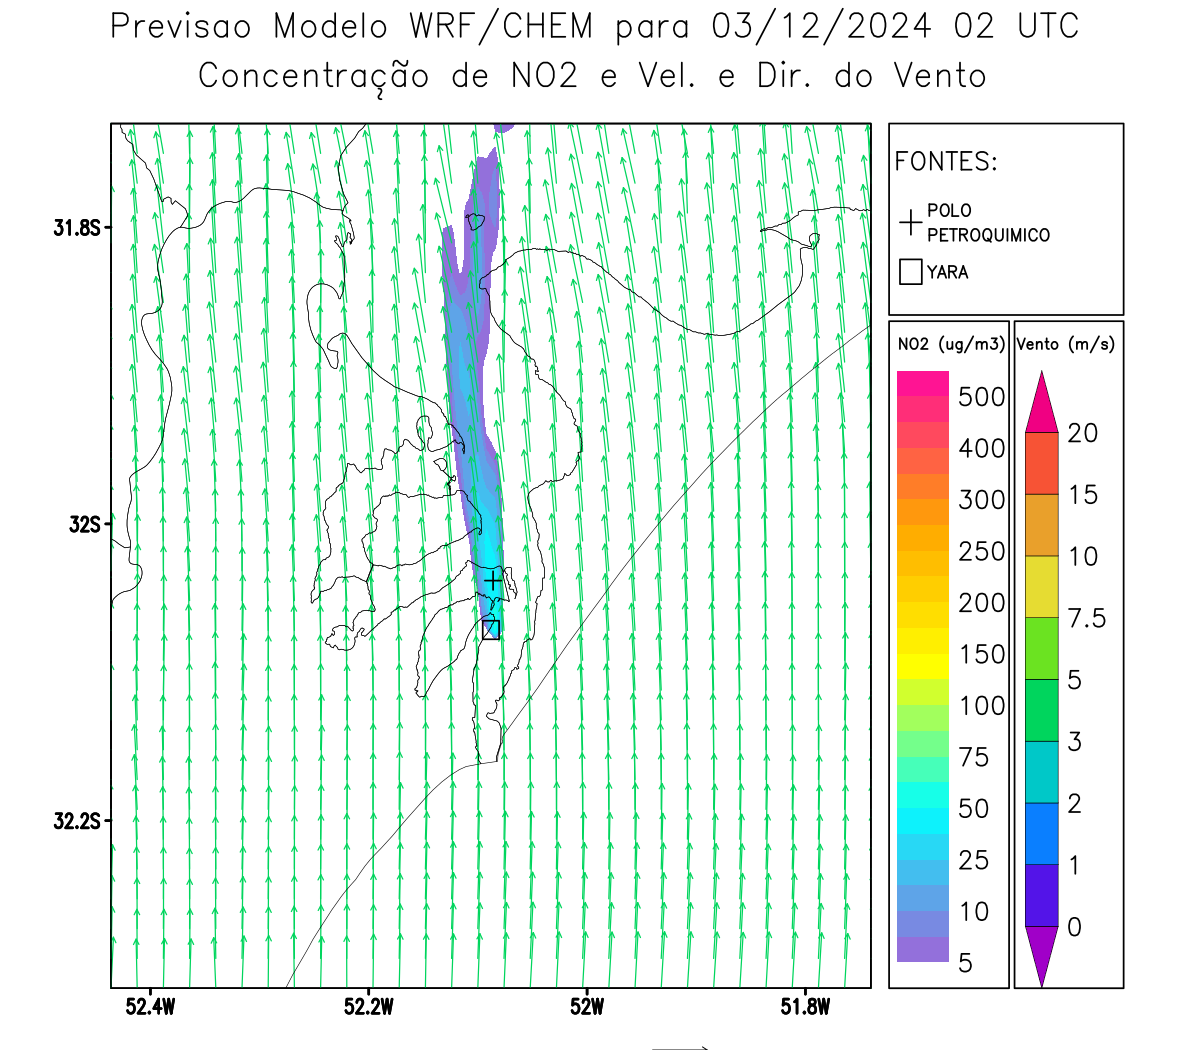 Previsao Modelo WRF/CHEM para 03/12/2024 02 UTC
Concentração de NO2 e Vel. e Dir. do Vento
FONTES:
POLO
PETROQUIMICO
YARA
NO2 (ug/m3)
500
400
300
250
200
150
100
75
50
25
10
5
Vento (m/s)
20
15
10
7.5
5
3
2
1
0
31.8S
32S
32.2S
52.4W
52.2W
52W
51.8W